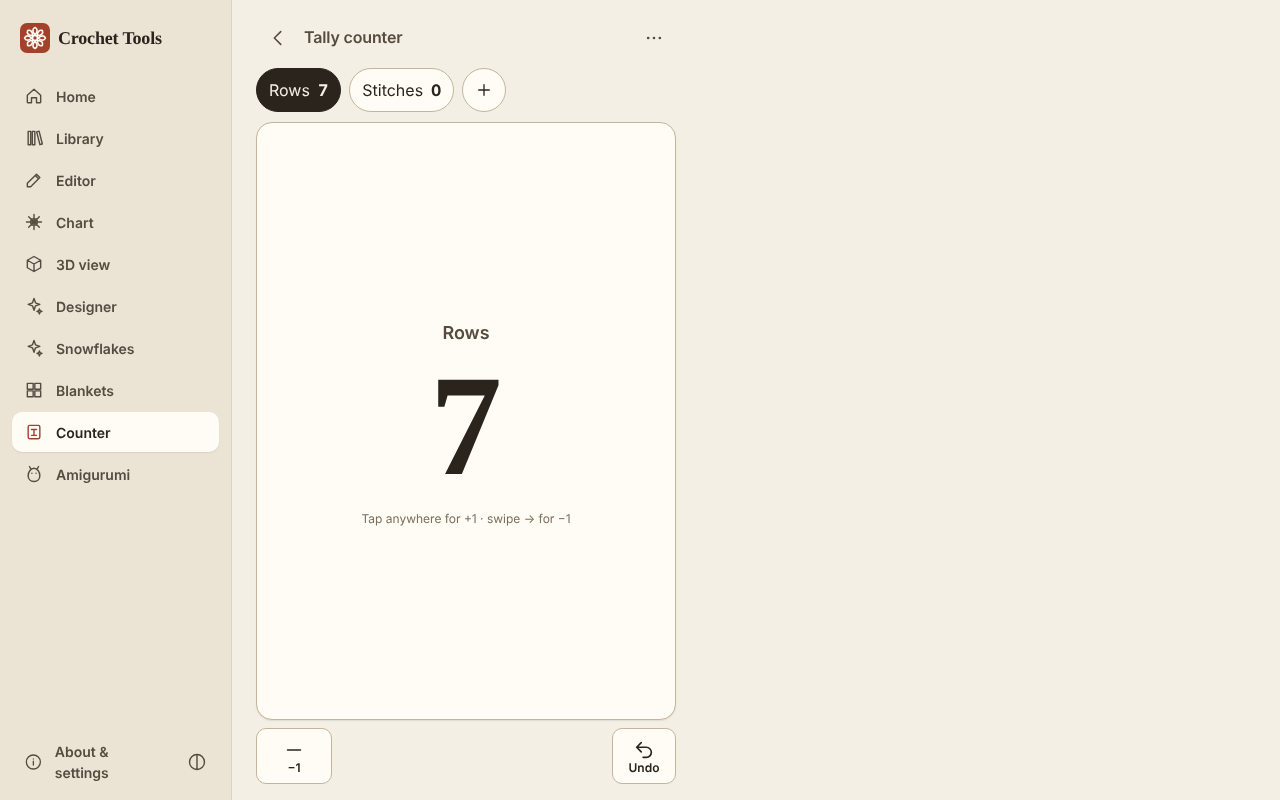 Crochet Tools
Home
Library
Editor
Chart
3D view
Designer
Snowflakes
Blankets
Counter
Amigurumi
About &
settings
Tally counter
Rows 7
Stitches 0
Rows
7
Tap anywhere for +1 · swipe → for −1
−1
Undo